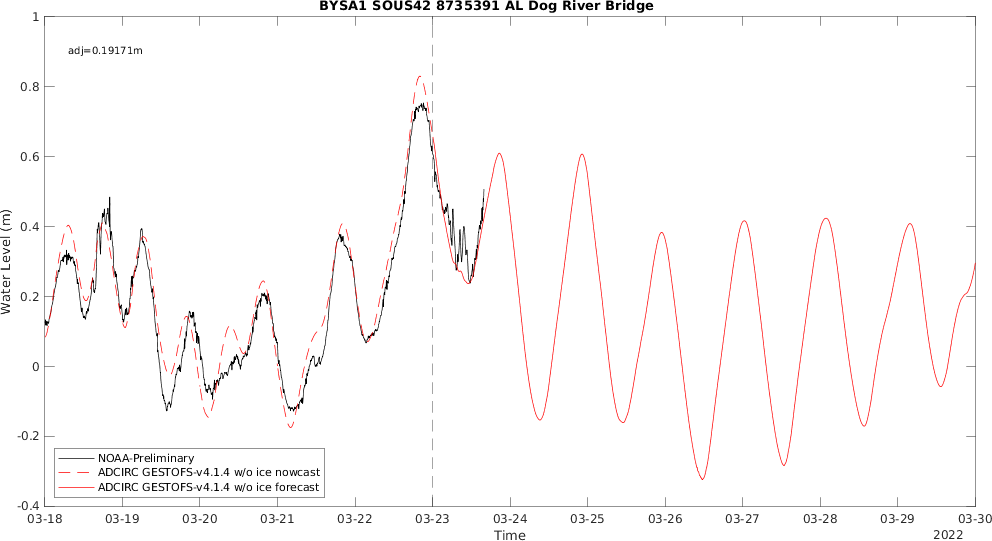 BYSA1 SOUS42 8735391 AL Dog River Bridge
adj=0.19171m
Water Level (m)
1
0.8
0.6
0.4
0.2
0
-0.2
-0.4
NOAA-Preliminary
ADCIRC GESTOFS-v4.1.4 w/o ice nowcast
ADCIRC GESTOFS-v4.1.4 w/o ice forecast
03-18 03-19 03-20 03-21 03-22 03-23 03-24 03-25 03-26 03-27 03-28 03-29 03-30
Time
2022